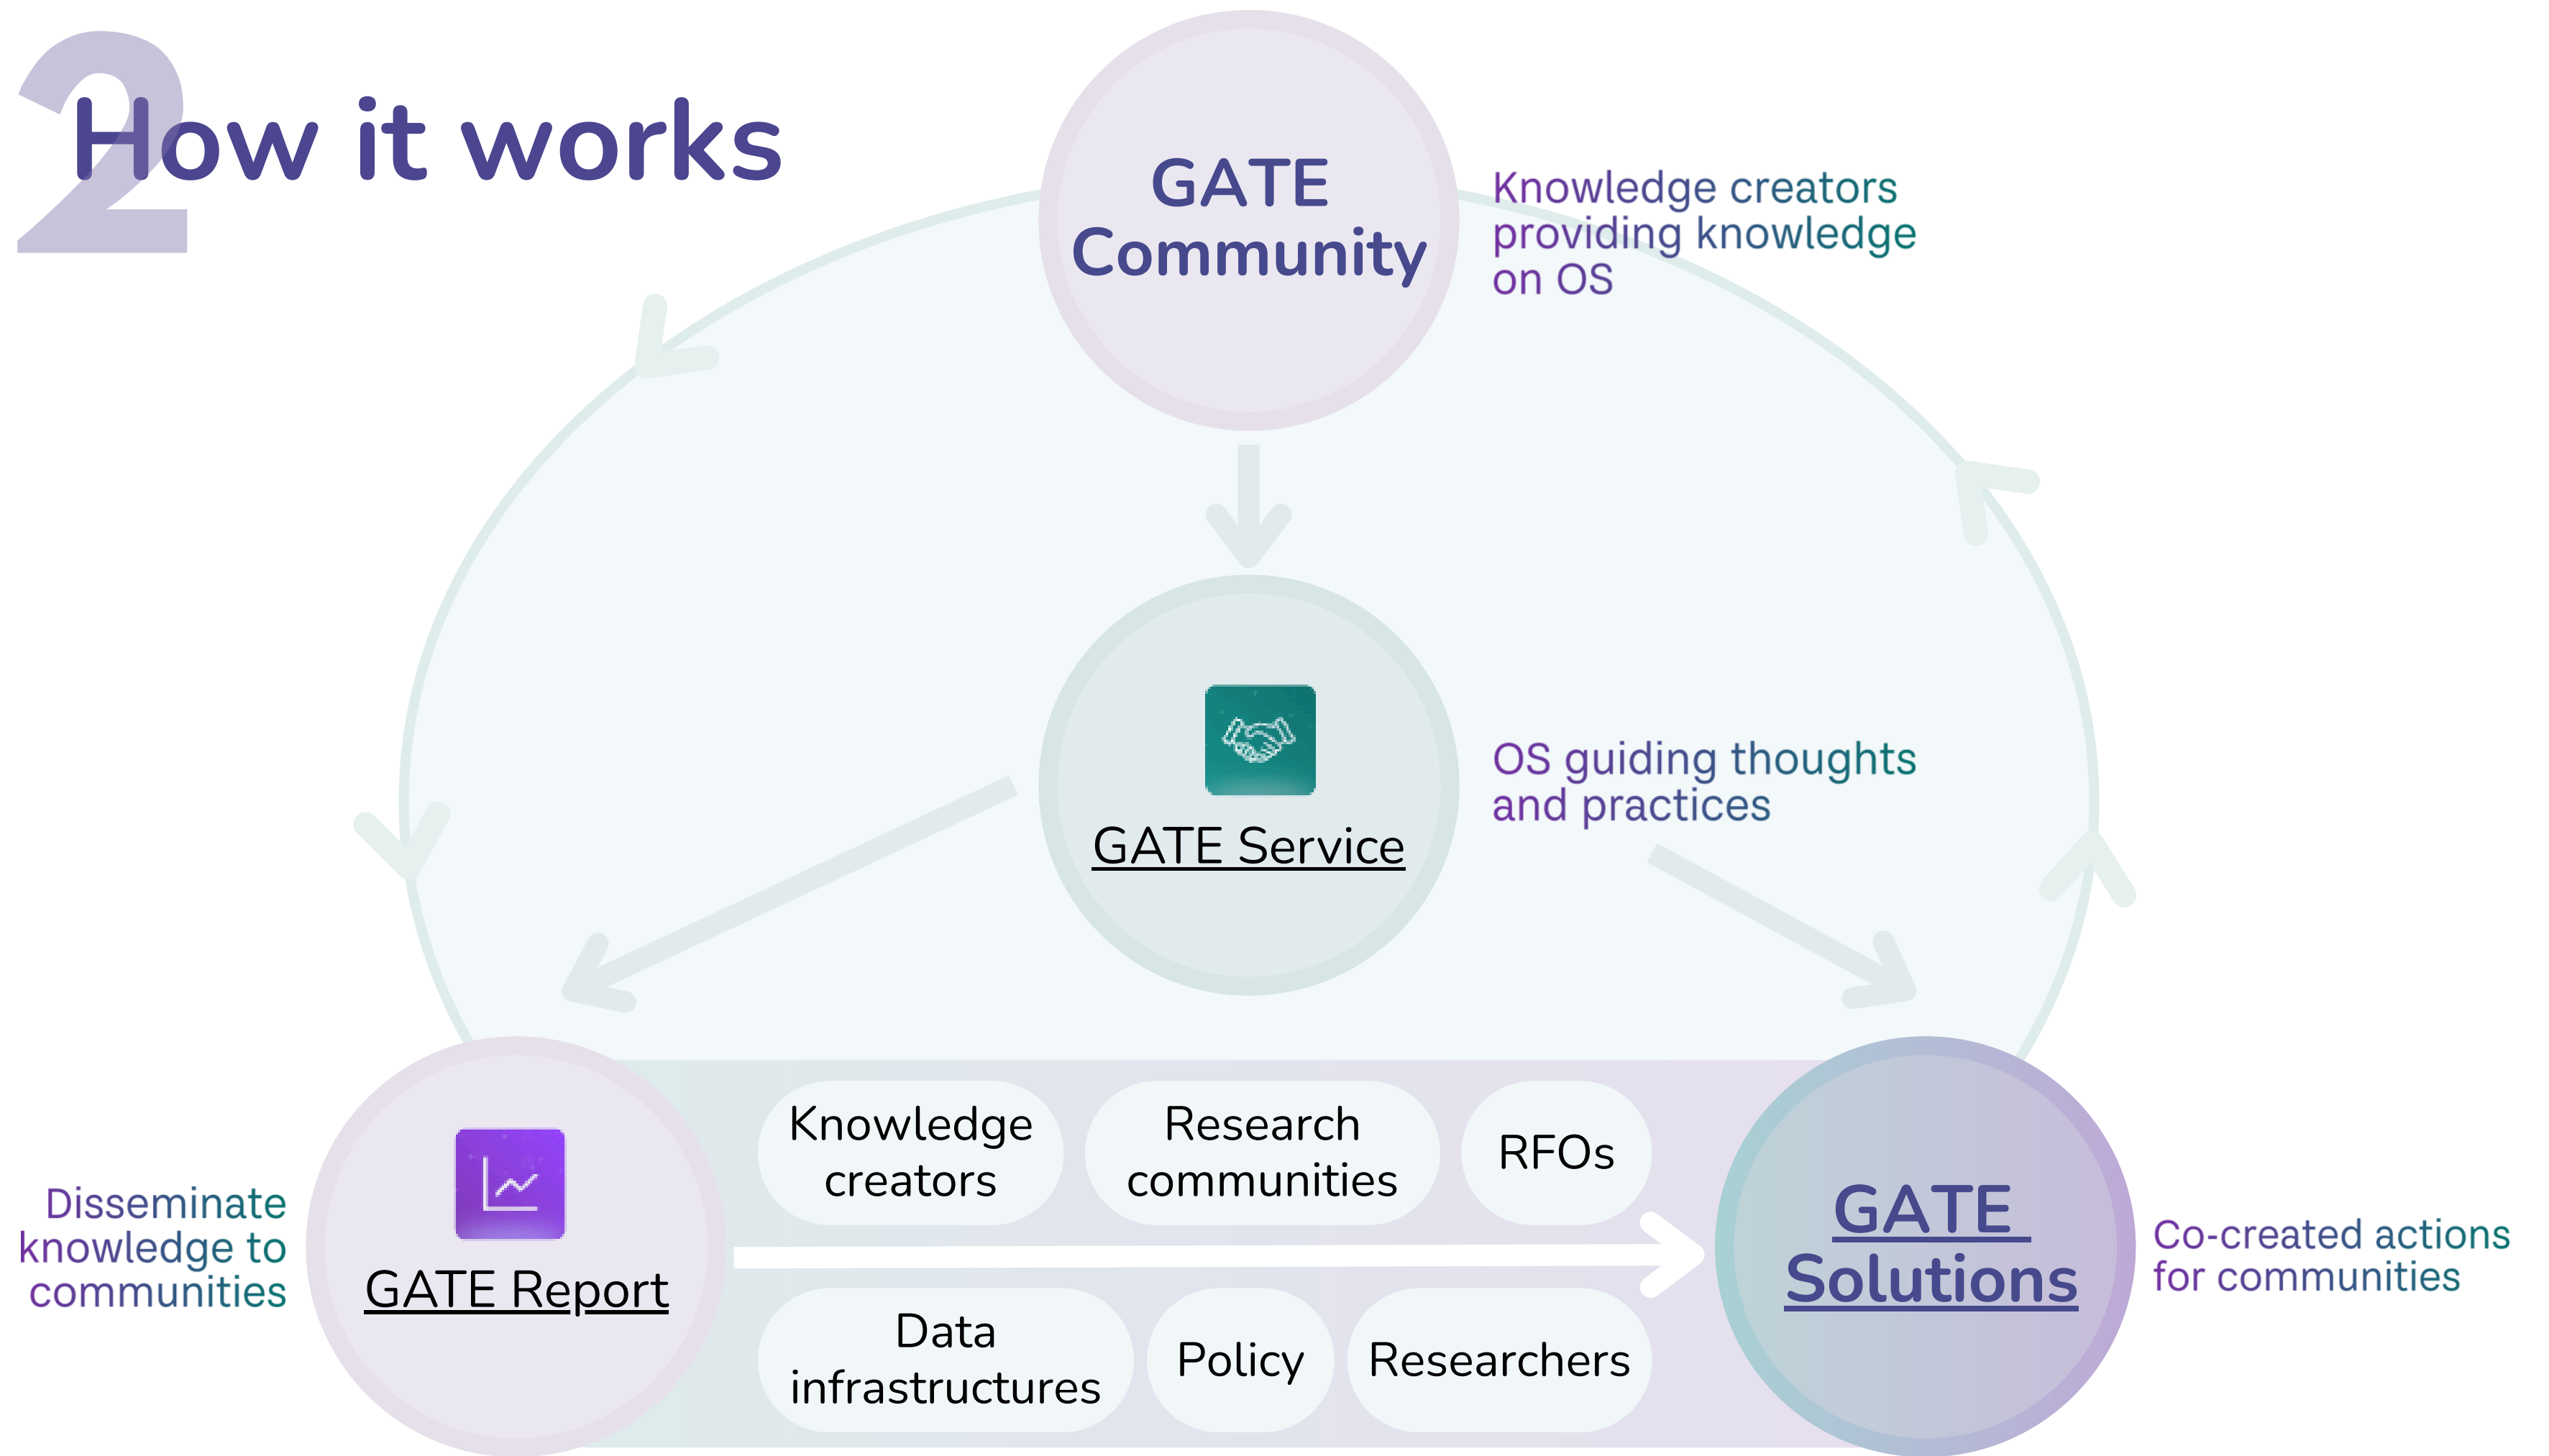 2
How it works
GATE
Community
Knowledge creators
providing knowledge
on OS
GATE Service
OS guiding thoughts
and practices
Disseminate
knowledge to
communities
GATE Report
Knowledge
creators
Research
communities
RFOs
Data
infrastructures
Policy
Researchers
GATE
Solutions
Co-created actions
for communities